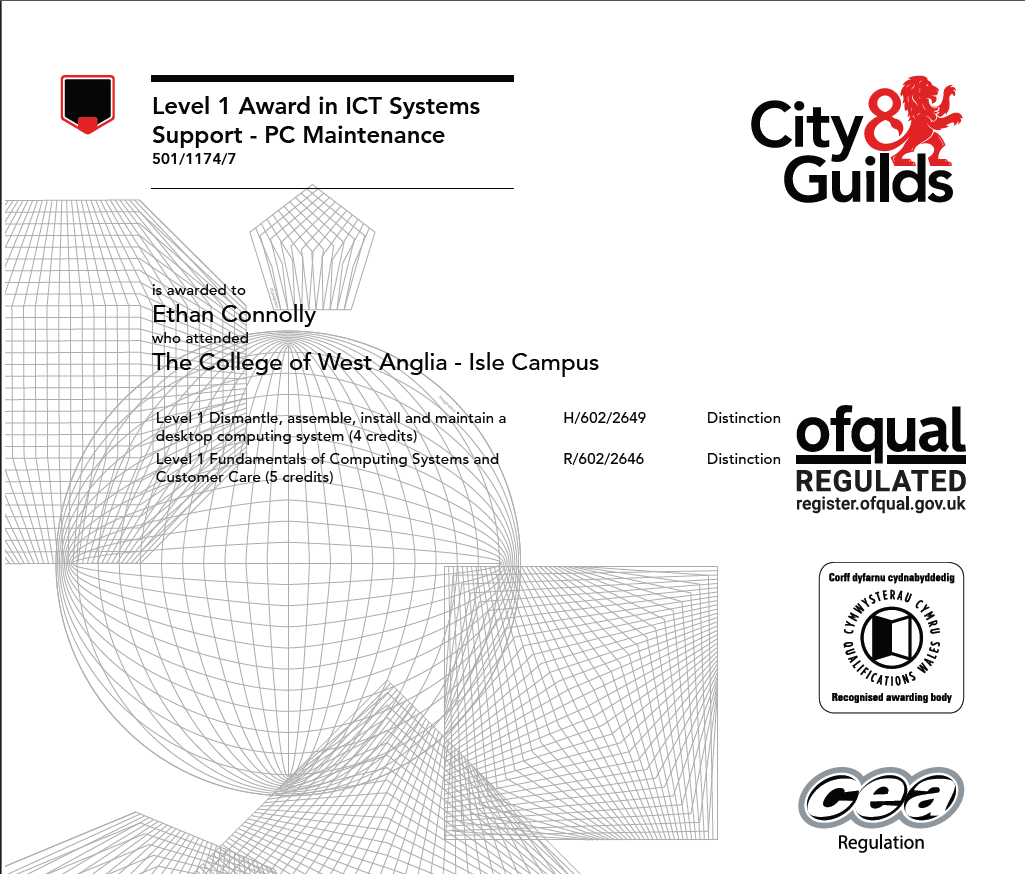 Level 1 Award in ICT Systems
Support - PC Maintenance
501/1174/7
City&
Guilds
is awarded to
Ethan Connolly
who attended
The College of West Anglia - Isle Campus
Level 1 Dismantle, assemble, install and maintain a
desktop computing system (4 credits)
H/602/2649
Distinction
Level 1 Fundamentals of Computing Systems and
Customer Care (5 credits)
R/602/2646
Distinction
ofqual
REGULATED
register.ofqual.gov.uk
Corff dyfarnu cydnabyddedig
CYMWYSTERAU CYMRU
QUALIFICATIONS WALES
Recognised awarding body
cea
Regulation